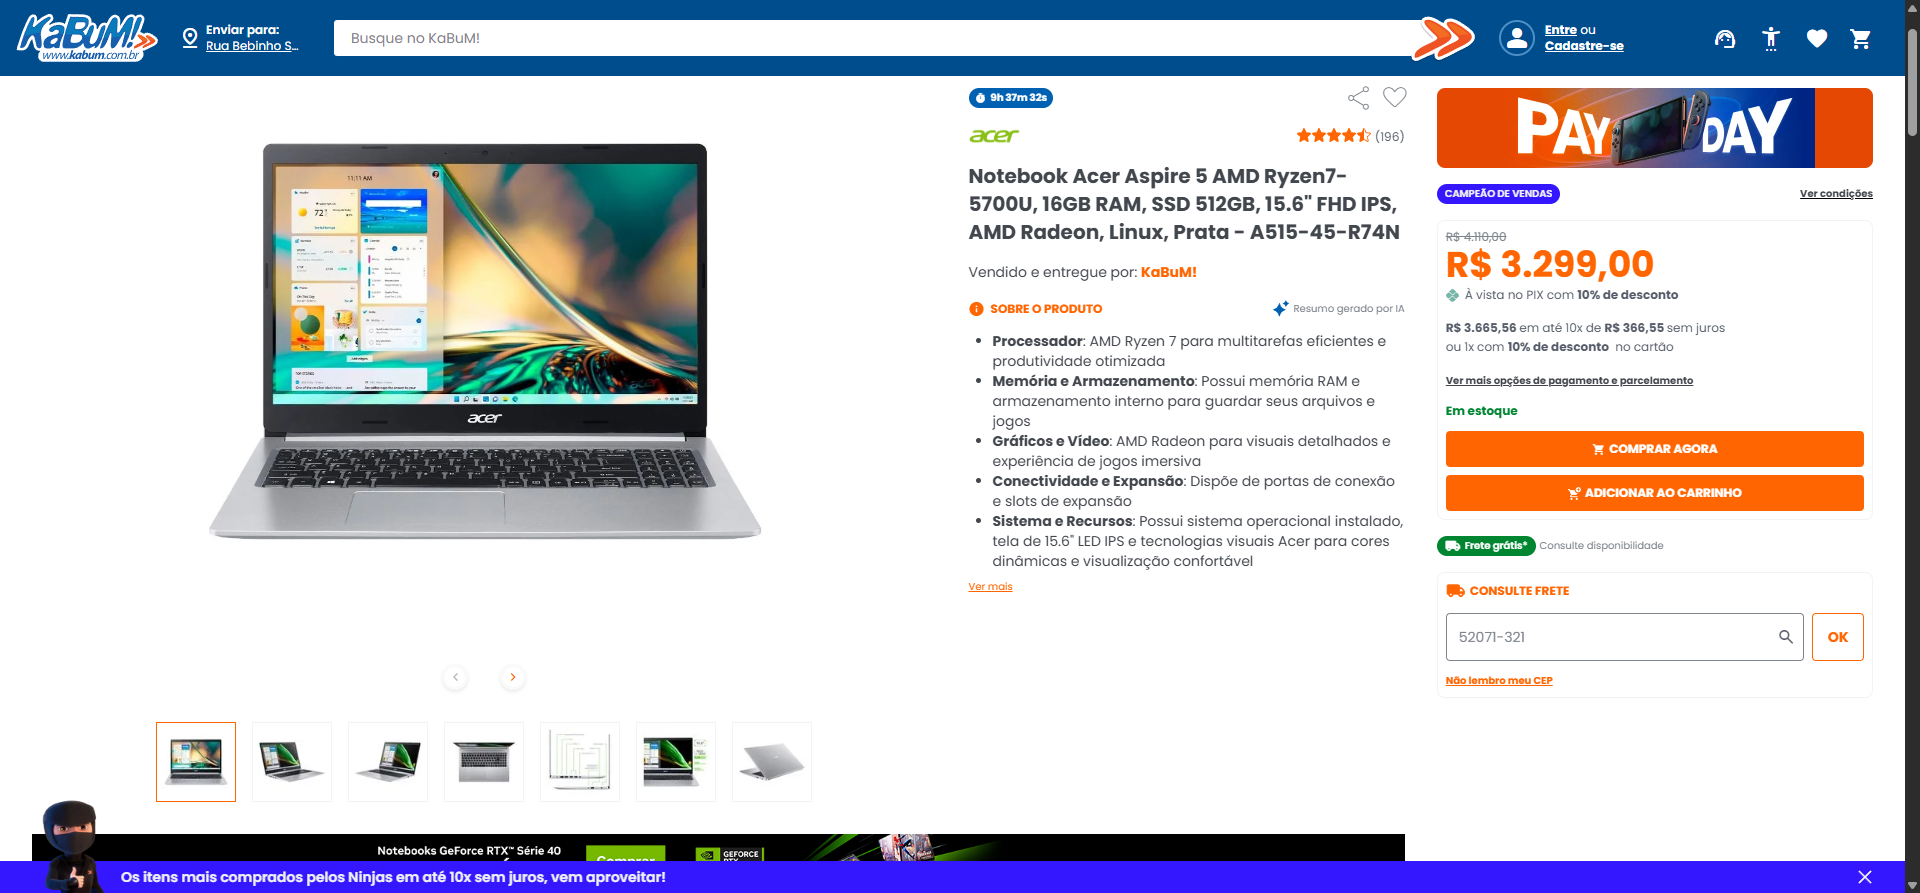 KaBuM!
www.kabum.com.br
Enviar para:
Rua Bebinho S...
Busque no KaBuM!
Entre ou
Cadastre-se
9h 37m 32s
acer
(196)
Notebook Acer Aspire 5 AMD Ryzen7-
5700U, 16GB RAM, SSD 512GB, 15.6" FHD IPS,
AMD Radeon, Linux, Prata - A515-45-R74N
Vendido e entregue por: KaBuM!
SOBRE O PRODUTO
Resumo gerado por IA
Processador: AMD Ryzen 7 para multitarefas eficientes e
produtividade otimizada
Memória e Armazenamento: Possui memória RAM e
armazenamento interno para guardar seus arquivos e
jogos
Gráficos e Vídeo: AMD Radeon para visuais detalhados e
experiência de jogos imersiva
Conectividade e Expansão: Dispõe de portas de conexão
e slots de expansão
Sistema e Recursos: Possui sistema operacional instalado,
tela de 15.6" LED IPS e tecnologias visuais Acer para cores
dinâmicas e visualização confortável
Ver mais
PAY DAY
CAMPEÃO DE VENDAS
Ver condições
R$ 4.110,00
R$ 3.299,00
À vista no PIX com 10% de desconto
R$ 3.665,56 em até 10x de R$ 366,55 sem juros
ou 1x com 10% de desconto no cartão
Ver mais opções de pagamento e parcelamento
Em estoque
COMPRAR AGORA
ADICIONAR AO CARRINHO
Frete grátis* Consulte disponibilidade
CONSULTE FRETE
52071-321
OK
Não lembro meu CEP
11:11 AM
72°
acer
acer
Notebooks GeForce RTX™ Série 40
Comprar
GEFORCE
RTX
Os itens mais comprados pelos Ninjas em até 10x sem juros, vem aproveitar!